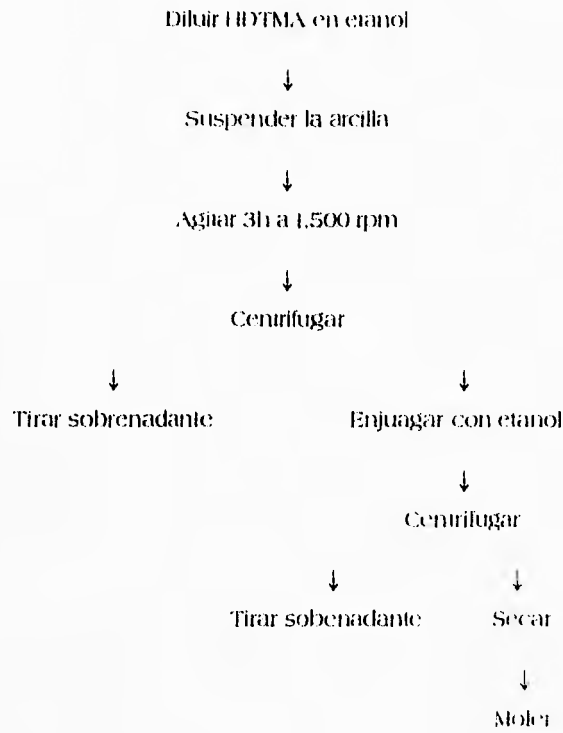 Diluir HDTMA en etanol
↓
Suspender la arcilla
↓
Agitar 3h a 1,500 rpm
↓
Centrifugar
↓ ↓
Tirar sobrenadante Enjuagar con etanol
↓
Centrifugar
↓ ↓
Tirar sobenadante Secar
↓
Moler